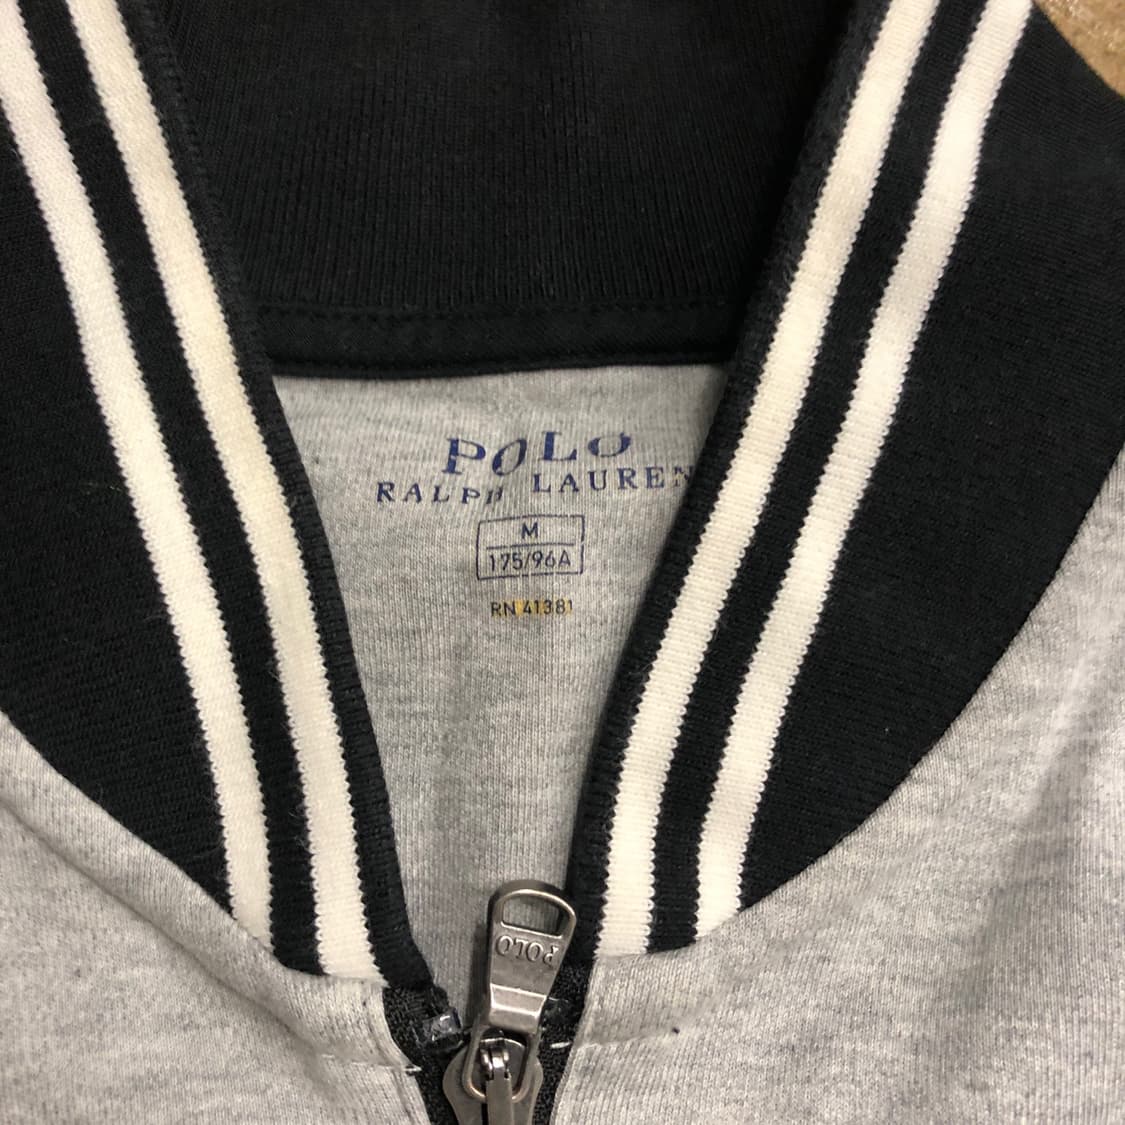 POLO
RALPH LAUREN
M
175/96A
RN 41381
POLO